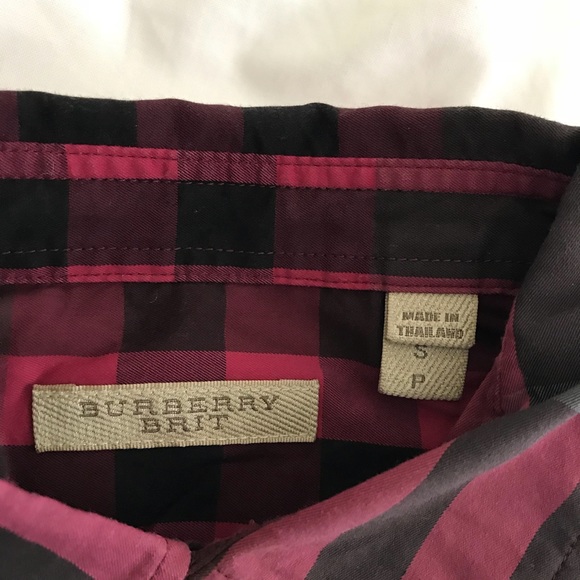 MADE IN
THAILAND
S
P
BURBERRY
BRIT